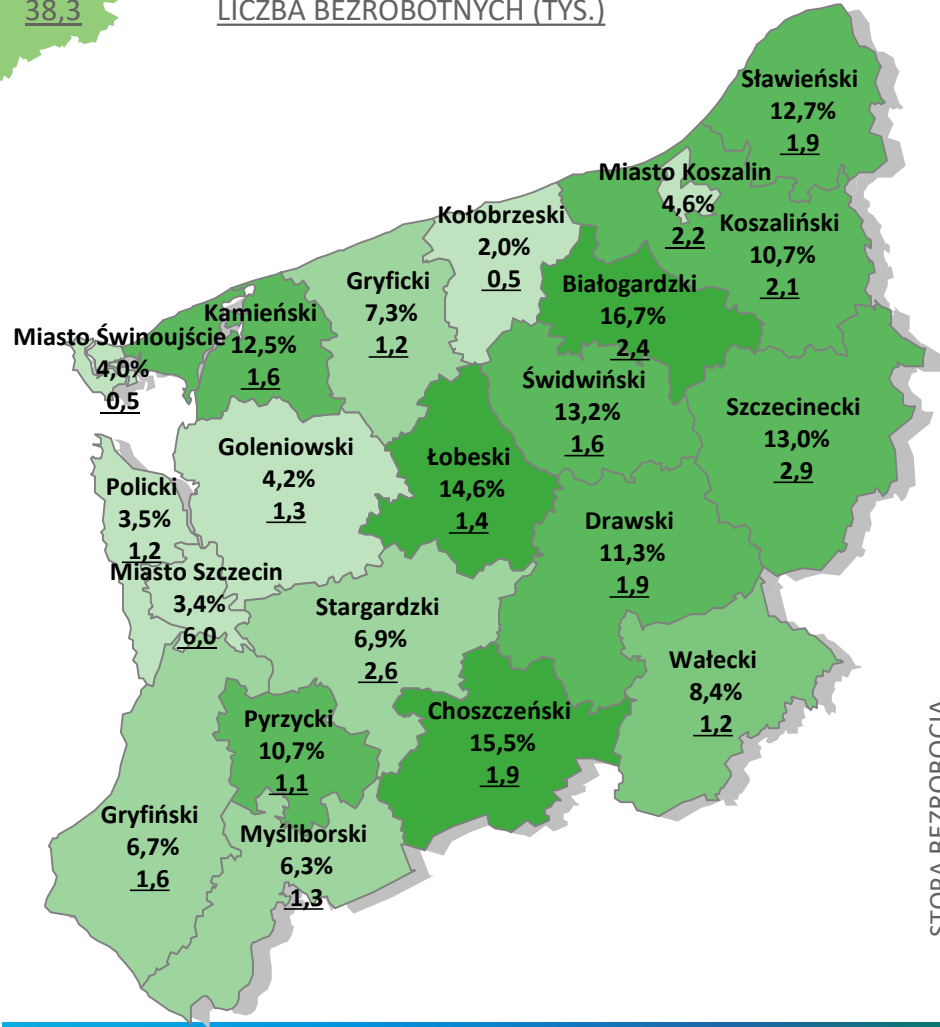 38,3
LICZBA BEZROBOTNYCH (TYS.)
Sławieński
12,7%
1,9
Miasto Koszalin
4,6%
2,2
Koszaliński
10,7%
2,1
Kołobrzeski
2,0%
0,5
Białogardzki
16,7%
2,4
Gryficki
7,3%
1,2
Kamieński
12,5%
1,6
Miasto Świnoujście
4,0%
0,5
Świdwiński
13,2%
1,6
Szczecinecki
13,0%
2,9
Goleniowski
4,2%
1,3
Łobeski
14,6%
1,4
Policki
3,5%
1,2
Drawski
11,3%
1,9
Miasto Szczecin
3,4%
6,0
Stargardzki
6,9%
2,6
Wałecki
8,4%
1,2
Choszczeński
15,5%
1,9
Pyrzycki
10,7%
1,1
Gryfiński
6,7%
1,6
Myśliborski
6,3%
1,3
STOPA BEZROBOCIA